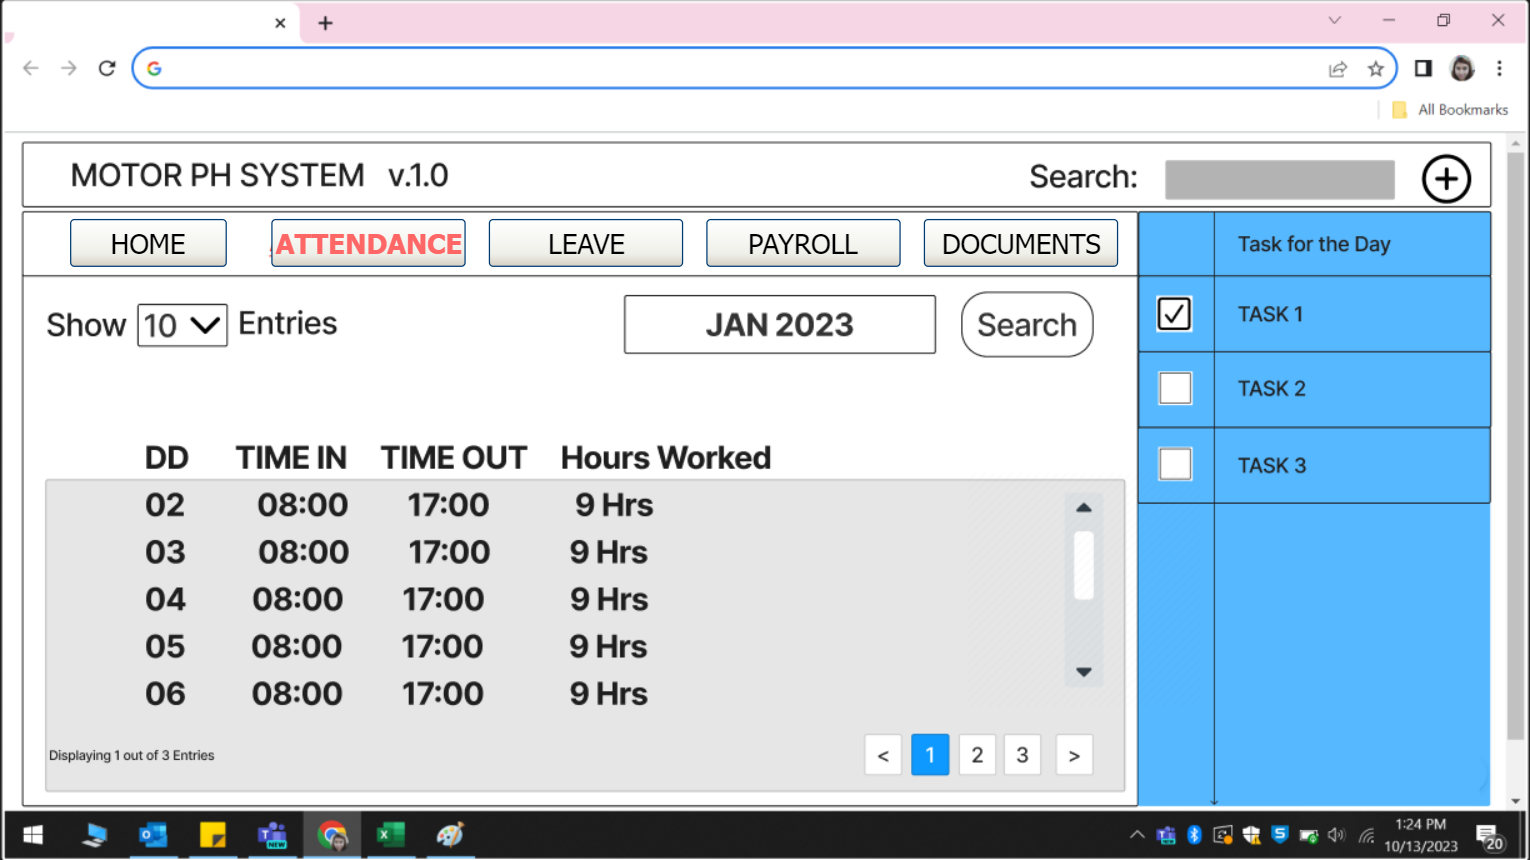 All Bookmarks
MOTOR PH SYSTEM v.1.0
Search:
HOME
ATTENDANCE
LEAVE
PAYROLL
DOCUMENTS
Task for the Day
Show 10 Entries
JAN 2023
Search
TASK 1
TASK 2
TASK 3
DD TIME IN TIME OUT Hours Worked
02 08:00 17:00 9 Hrs
03 08:00 17:00 9 Hrs
04 08:00 17:00 9 Hrs
05 08:00 17:00 9 Hrs
06 08:00 17:00 9 Hrs
Displaying 1 out of 3 Entries
< 1 2 3 >
NEW
1:24 PM
10/13/2023
20